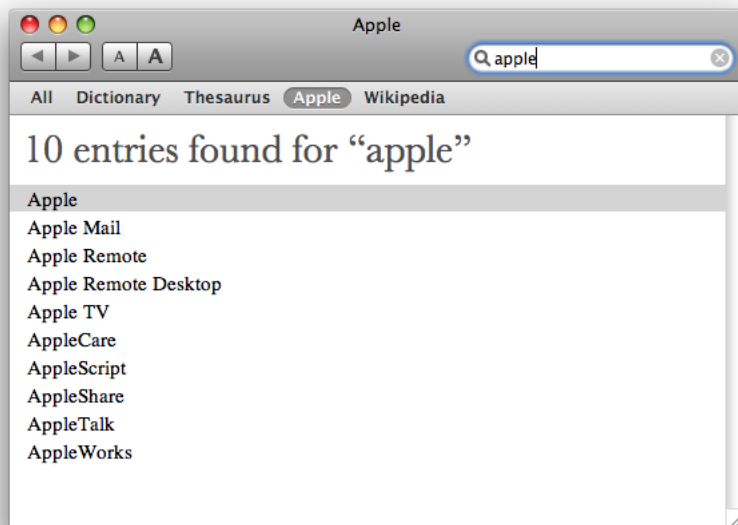 Apple
A A apple
All Dictionary Thesaurus Apple Wikipedia
10 entries found for “apple”
Apple
Apple Mail
Apple Remote
Apple Remote Desktop
Apple TV
AppleCare
AppleScript
AppleShare
AppleTalk
AppleWorks